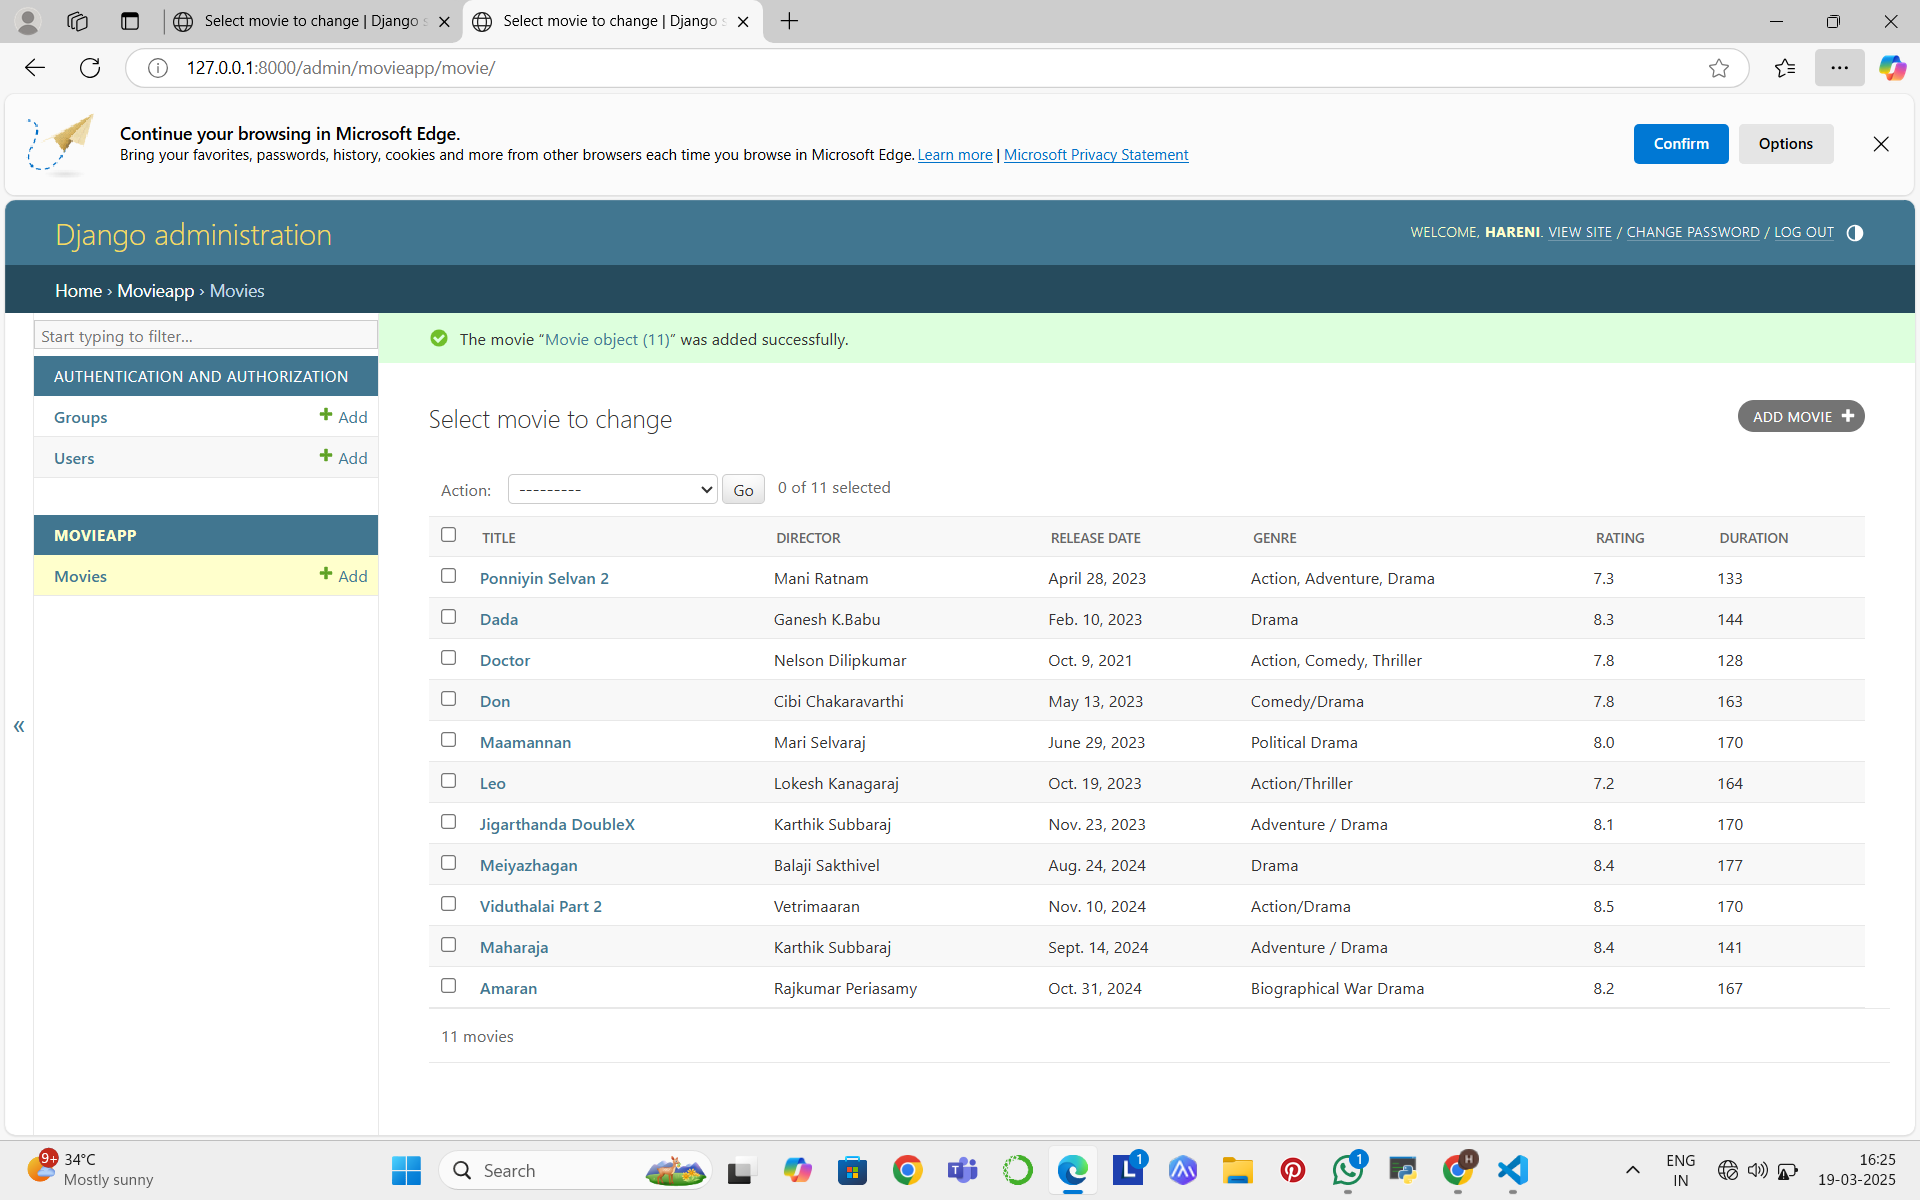 Select movie to change | Django s
Select movie to change | Django s
127.0.0.1:8000/admin/movieapp/movie/
Continue your browsing in Microsoft Edge.
Bring your favorites, passwords, history, cookies and more from other browsers each time you browse in Microsoft Edge. Learn more | Microsoft Privacy Statement
Confirm
Options
Django administration
WELCOME, HARENI. VIEW SITE / CHANGE PASSWORD / LOG OUT
Home › Movieapp › Movies
Start typing to filter...
AUTHENTICATION AND AUTHORIZATION
Groups + Add
Users + Add
MOVIEAPP
Movies + Add
«
The movie “Movie object (11)” was added successfully.
Select movie to change
ADD MOVIE +
Action: --------- Go 0 of 11 selected
TITLE DIRECTOR RELEASE DATE GENRE RATING DURATION
Ponniyin Selvan 2 Mani Ratnam April 28, 2023 Action, Adventure, Drama 7.3 133
Dada Ganesh K.Babu Feb. 10, 2023 Drama 8.3 144
Doctor Nelson Dilipkumar Oct. 9, 2021 Action, Comedy, Thriller 7.8 128
Don Cibi Chakaravarthi May 13, 2023 Comedy/Drama 7.8 163
Maamannan Mari Selvaraj June 29, 2023 Political Drama 8.0 170
Leo Lokesh Kanagaraj Oct. 19, 2023 Action/Thriller 7.2 164
Jigarthanda DoubleX Karthik Subbaraj Nov. 23, 2023 Adventure / Drama 8.1 170
Meiyazhagan Balaji Sakthivel Aug. 24, 2024 Drama 8.4 177
Viduthalai Part 2 Vetrimaaran Nov. 10, 2024 Action/Drama 8.5 170
Maharaja Karthik Subbaraj Sept. 14, 2024 Adventure / Drama 8.4 141
Amaran Rajkumar Periasamy Oct. 31, 2024 Biographical War Drama 8.2 167
11 movies
9+
34°C
Mostly sunny
Search
L
1
1
H
ENG
IN
16:25
19-03-2025